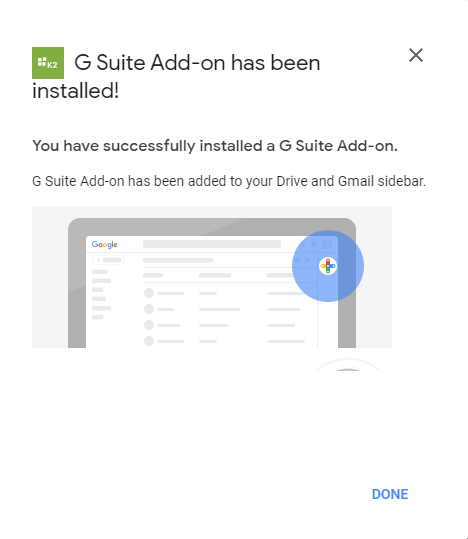 K2 G Suite Add-on has been
installed!
You have successfully installed a G Suite Add-on.
G Suite Add-on has been added to your Drive and Gmail sidebar.
Google
DONE